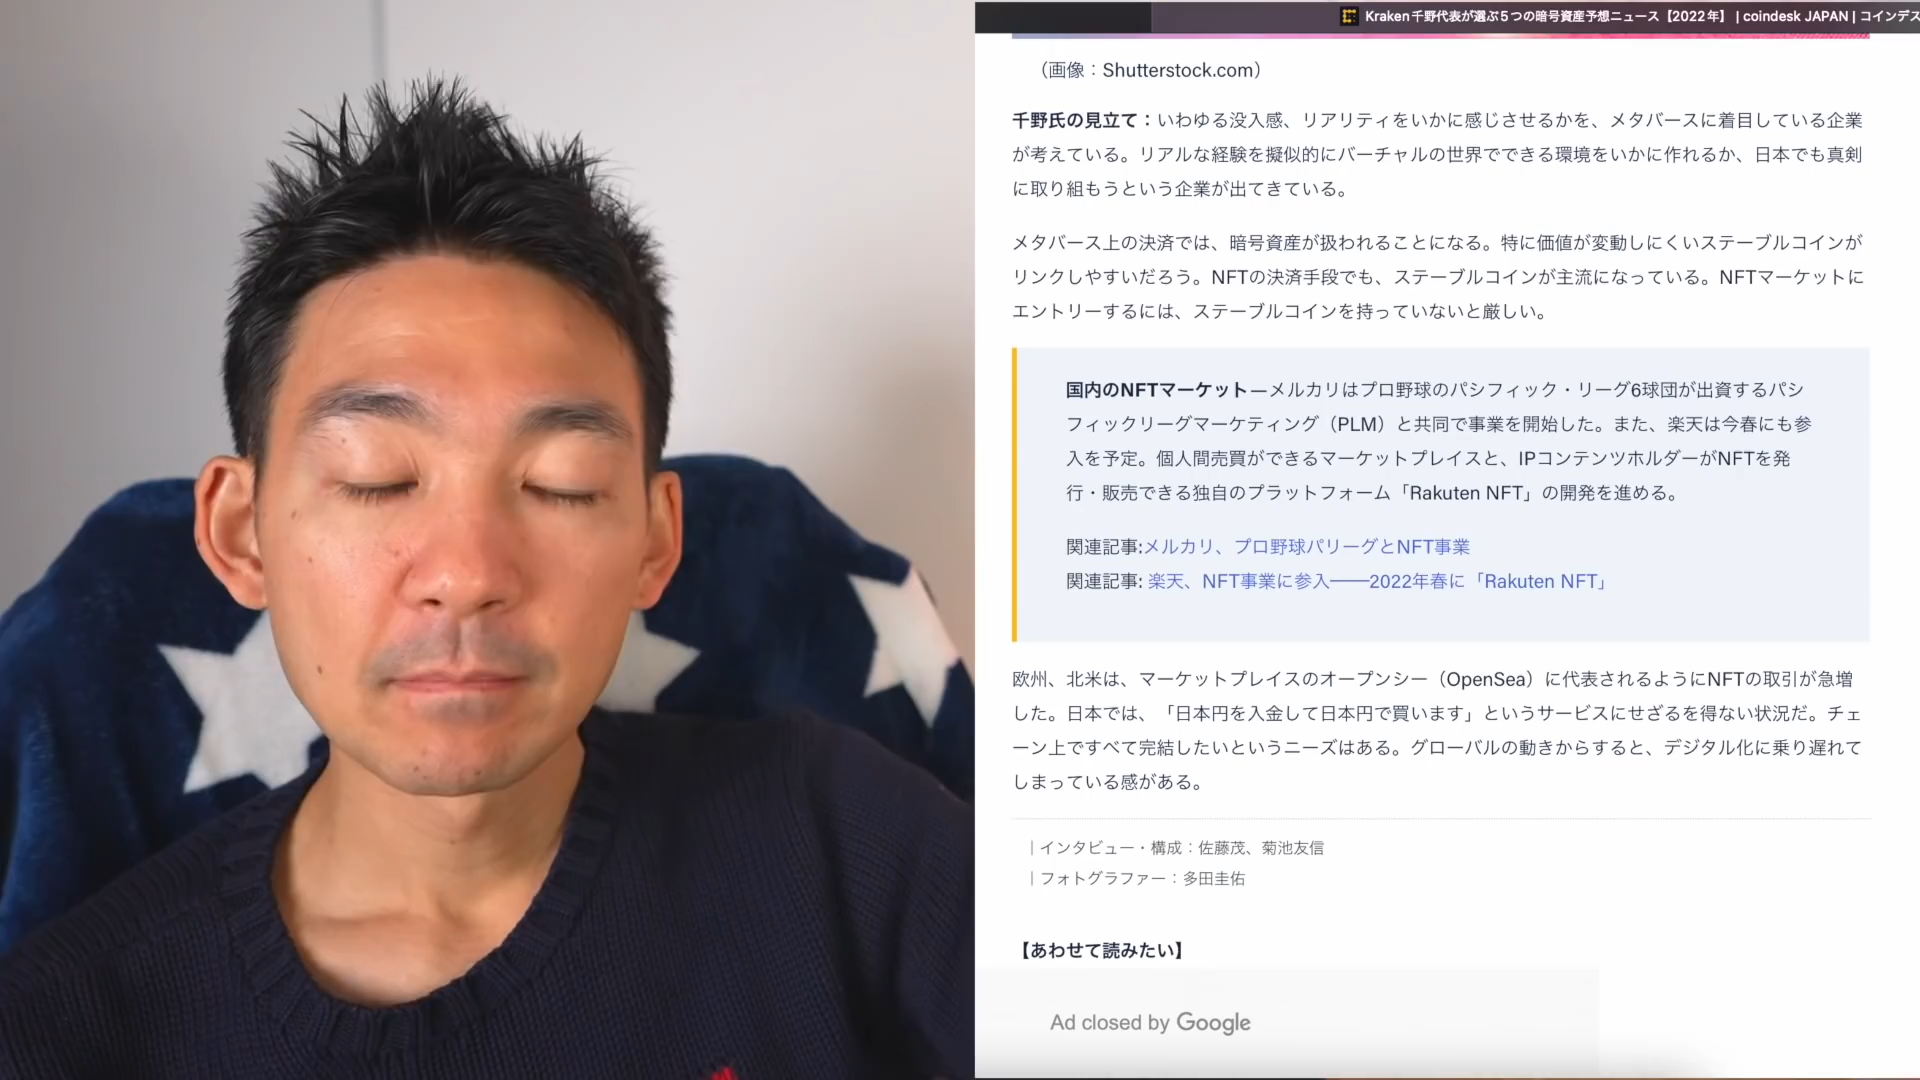 Kraken千野代表が選ぶ5つの暗号資産予想ニュース【2022年】 | coindesk JAPAN | コインデス
（画像：Shutterstock.com）
千野氏の見立て：いわゆる没入感、リアリティをいかに感じさせるかを、メタバースに着目している企業
が考えている。リアルな経験を擬似的にバーチャルの世界でできる環境をいかに作れるか、日本でも真剣
に取り組もうという企業が出てきている。
メタバース上の決済では、暗号資産が扱われることになる。特に価値が変動しにくいステーブルコインが
リンクしやすいだろう。NFTの決済手段でも、ステーブルコインが主流になっている。NFTマーケットに
エントリーするには、ステーブルコインを持っていないと厳しい。
国内のNFTマーケット—メルカリはプロ野球のパシフィック・リーグ6球団が出資するパシ
フィックリーグマーケティング（PLM）と共同で事業を開始した。また、楽天は今春にも参
入を予定。個人間売買ができるマーケットプレイスと、IPコンテンツホルダーがNFTを発
行・販売できる独自のプラットフォーム「Rakuten NFT」の開発を進める。
関連記事:メルカリ、プロ野球パリーグとNFT事業
関連記事: 楽天、NFT事業に参入——2022年春に「Rakuten NFT」
欧州、北米は、マーケットプレイスのオープンシー（OpenSea）に代表されるようにNFTの取引が急増
した。日本では、「日本円を入金して日本円で買います」というサービスにせざるを得ない状況だ。チェ
ーン上ですべて完結したいというニーズはある。グローバルの動きからすると、デジタル化に乗り遅れて
しまっている感がある。
｜インタビュー・構成：佐藤茂、菊池友信
｜フォトグラファー：多田圭佑
【あわせて読みたい】
Ad closed by Google